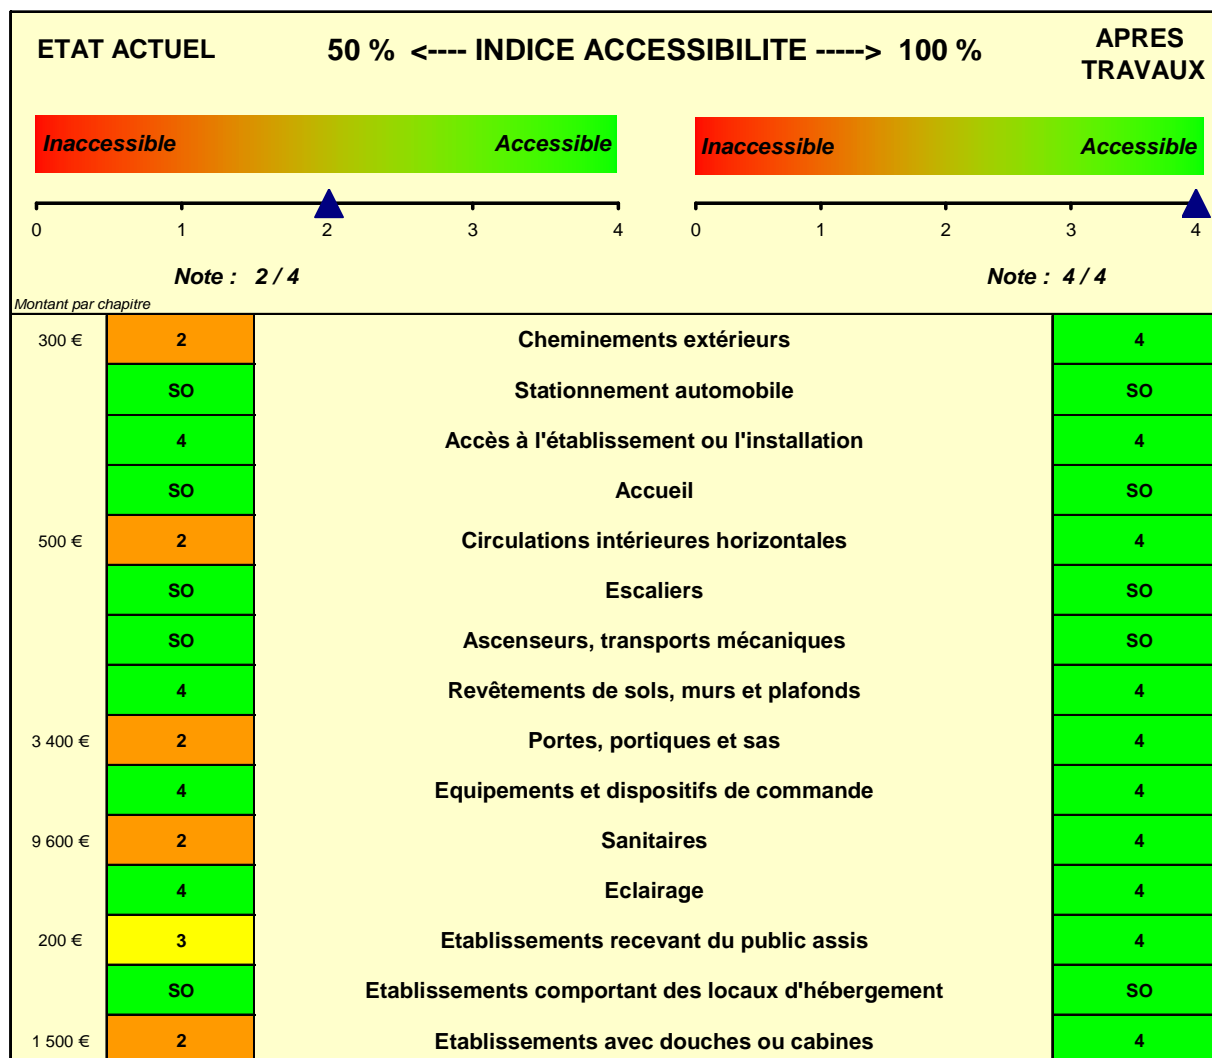 ETAT ACTUEL 50 % <---- INDICE ACCESSIBILITE -----> 100 % APRES TRAVAUX
Inaccessible Accessible Inaccessible Accessible
0 1 2 3 4 0 1 2 3 4
Note : 2 / 4 Note : 4 / 4
Montant par chapitre
300 € 2 Cheminements extérieurs 4
SO Stationnement automobile SO
4 Accès à l'établissement ou l'installation 4
SO Accueil SO
500 € 2 Circulations intérieures horizontales 4
SO Escaliers SO
SO Ascenseurs, transports mécaniques SO
4 Revêtements de sols, murs et plafonds 4
3 400 € 2 Portes, portiques et sas 4
4 Equipements et dispositifs de commande 4
9 600 € 2 Sanitaires 4
4 Eclairage 4
200 € 3 Etablissements recevant du public assis 4
SO Etablissements comportant des locaux d'hébergement SO
1 500 € 2 Etablissements avec douches ou cabines 4